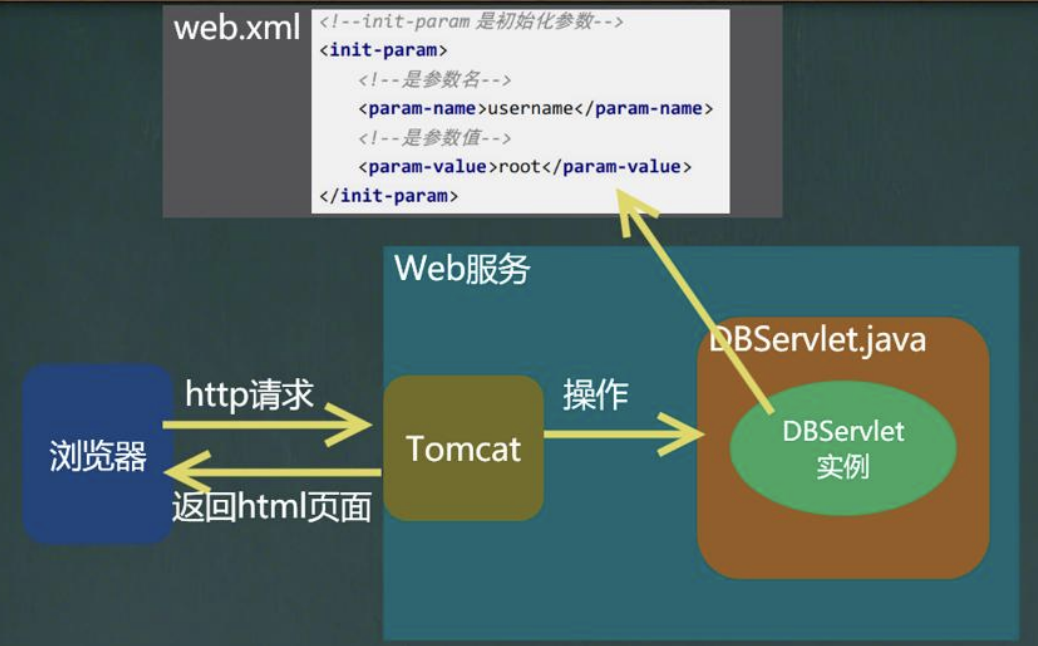 web.xml
<!--init-param 是初始化参数-->
<init-param>
<!--是参数名-->
<param-name>username</param-name>
<!--是参数值-->
<param-value>root</param-value>
</init-param>
Web服务
DBServlet.java
http请求
操作
浏览器
Tomcat
DBServlet
实例
返回html页面